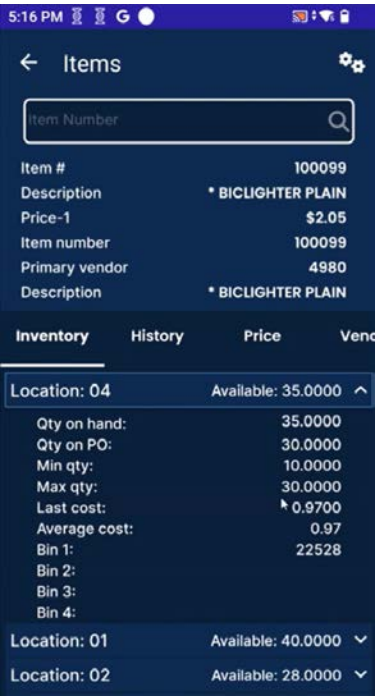 5:16 PM G
Items
Item Number
Item # 100099
Description * BICLIGHTER PLAIN
Price-1 $2.05
Item number 100099
Primary vendor 4980
Description * BICLIGHTER PLAIN
Inventory History Price Vend
Location: 04 Available: 35.0000
Qty on hand: 35.0000
Qty on PO: 30.0000
Min qty: 10.0000
Max qty: 30.0000
Last cost: 0.9700
Average cost: 0.97
Bin 1: 22528
Bin 2:
Bin 3:
Bin 4:
Location: 01 Available: 40.0000
Location: 02 Available: 28.0000